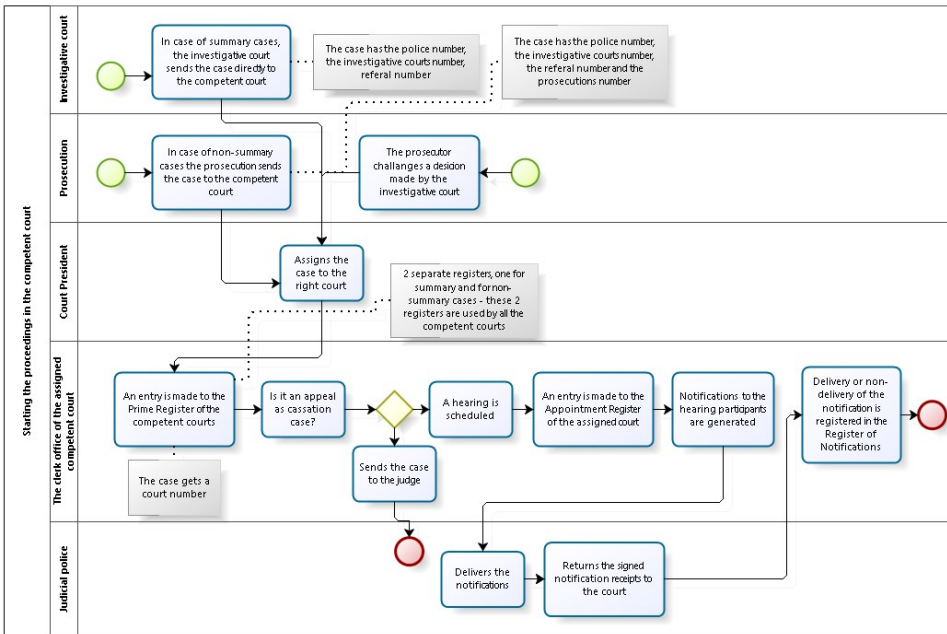 Starting the proceedings in the competent court
Investigative court
In case of summary cases,
the investigative court
sends the case directly to
the competent court
The case has the police number,
the investigative courts number,
referal number
The case has the police number,
the investigative courts number,
the referal number and the
prosecutions number
Prosecution
In case of non-summary
cases the prosecution sends
the case to the competent
court
The prosecutor
challanges a desicion
made by the
investigative court
Court President
Assigns the
case to the
right court
2 separate registers, one for
summary and for non-
summary cases - these 2
registers are used by all the
competent courts
The clerk office of the assigned
competent court
An entry is made to the
Prime Register of the
competent courts
Is it an appeal
as cassation
case?
A hearing is
scheduled
An entry is made to the
Appointment Register
of the assigned court
Notifications to the
hearing participants
are generated
Delivery or non-
delivery of the
notification is
registered in the
Register of
Notifications
The case gets a
court number
Sends the case
to the judge
Judicial police
Delivers the
notifications
Returns the signed
notification receipts to
the court